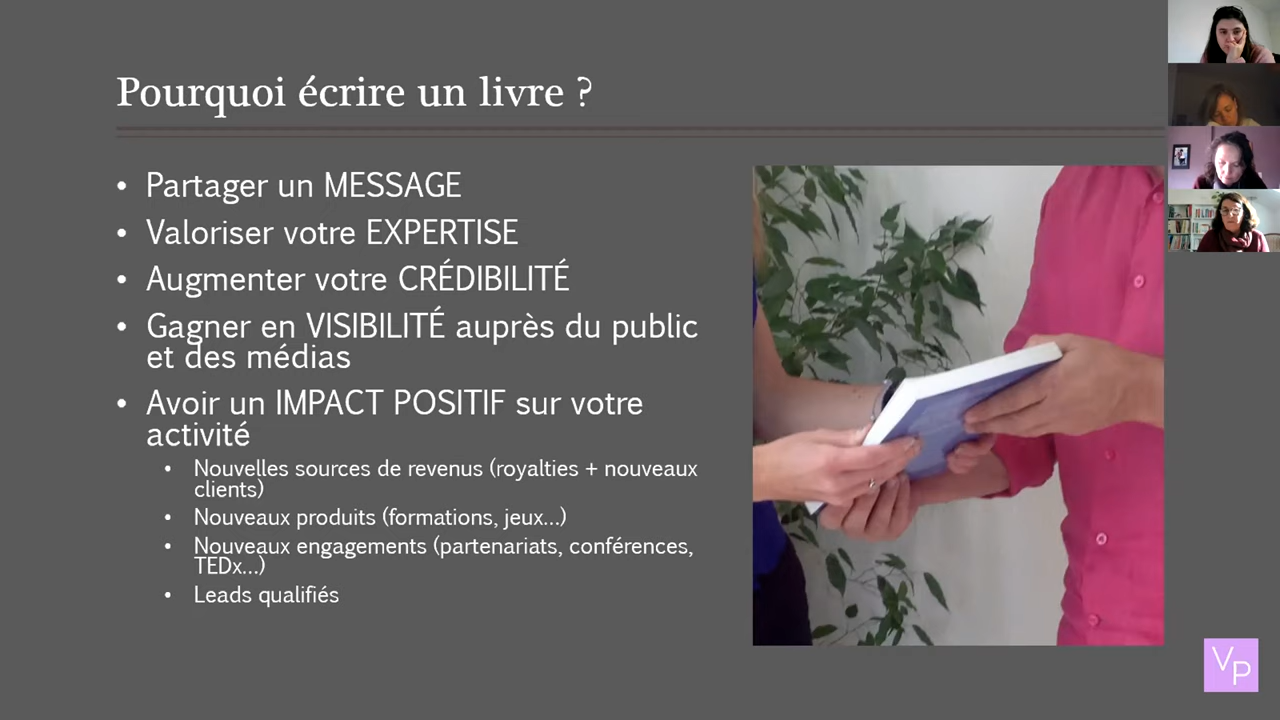 Pourquoi écrire un livre ?
• Partager un MESSAGE
• Valoriser votre EXPERTISE
• Augmenter votre CRÉDIBILITÉ
• Gagner en VISIBILITÉ auprès du public
et des médias
• Avoir un IMPACT POSITIF sur votre
activité
• Nouvelles sources de revenus (royalties + nouveaux
clients)
• Nouveaux produits (formations, jeux...)
• Nouveaux engagements (partenariats, conférences,
TEDx...)
• Leads qualifiés
VP